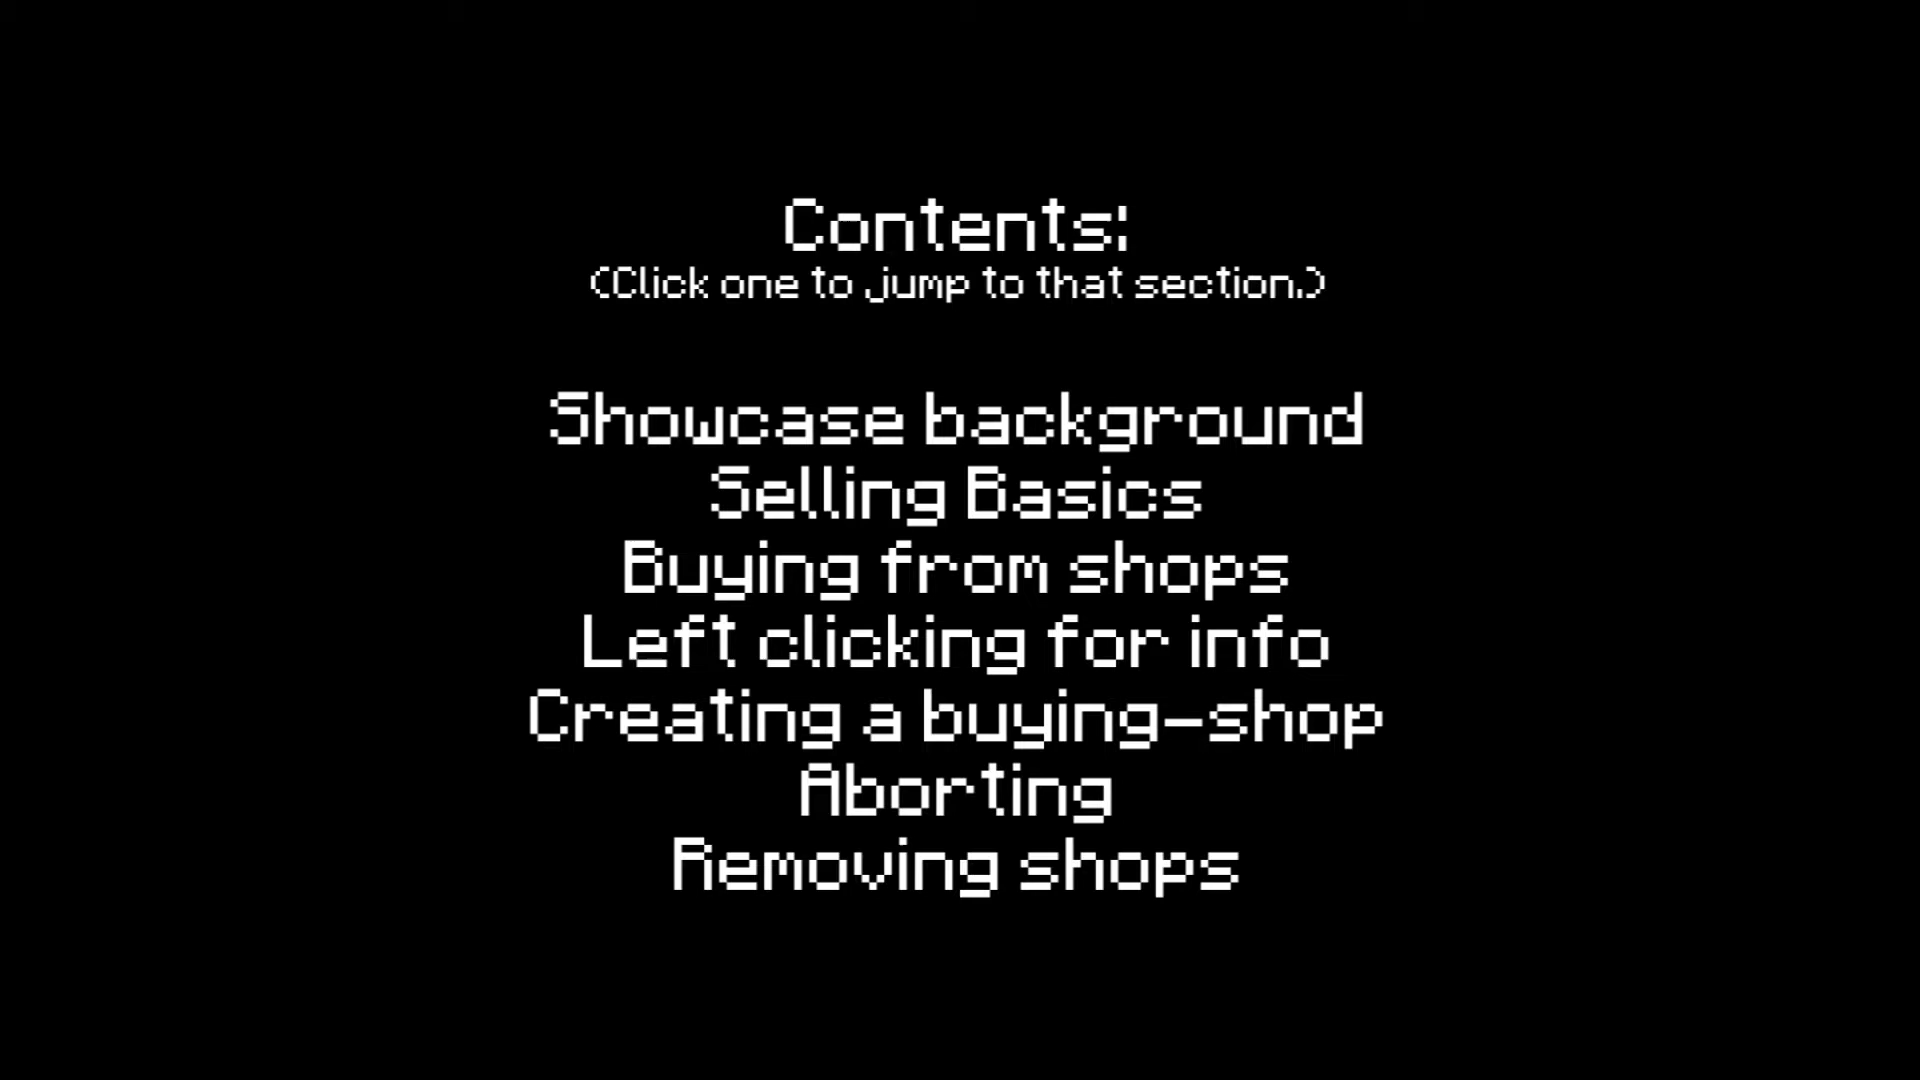 Contents:
(Click one to jump to that section.)
Showcase background
Selling Basics
Buying from shops
Left clicking for info
Creating a buying-shop
Aborting
Removing shops